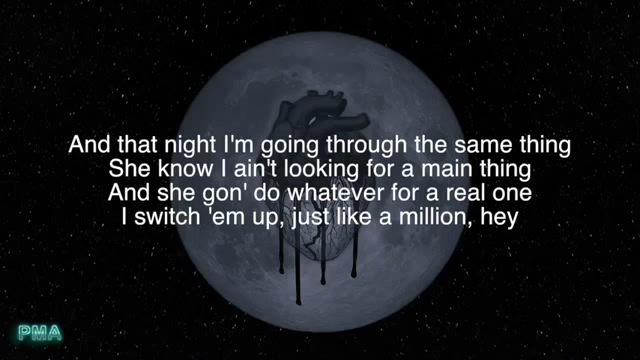 And that night I'm going through the same thing
She know I ain't looking for a main thing
And she gon' do whatever for a real one
I switch 'em up, just like a million, hey
PMA